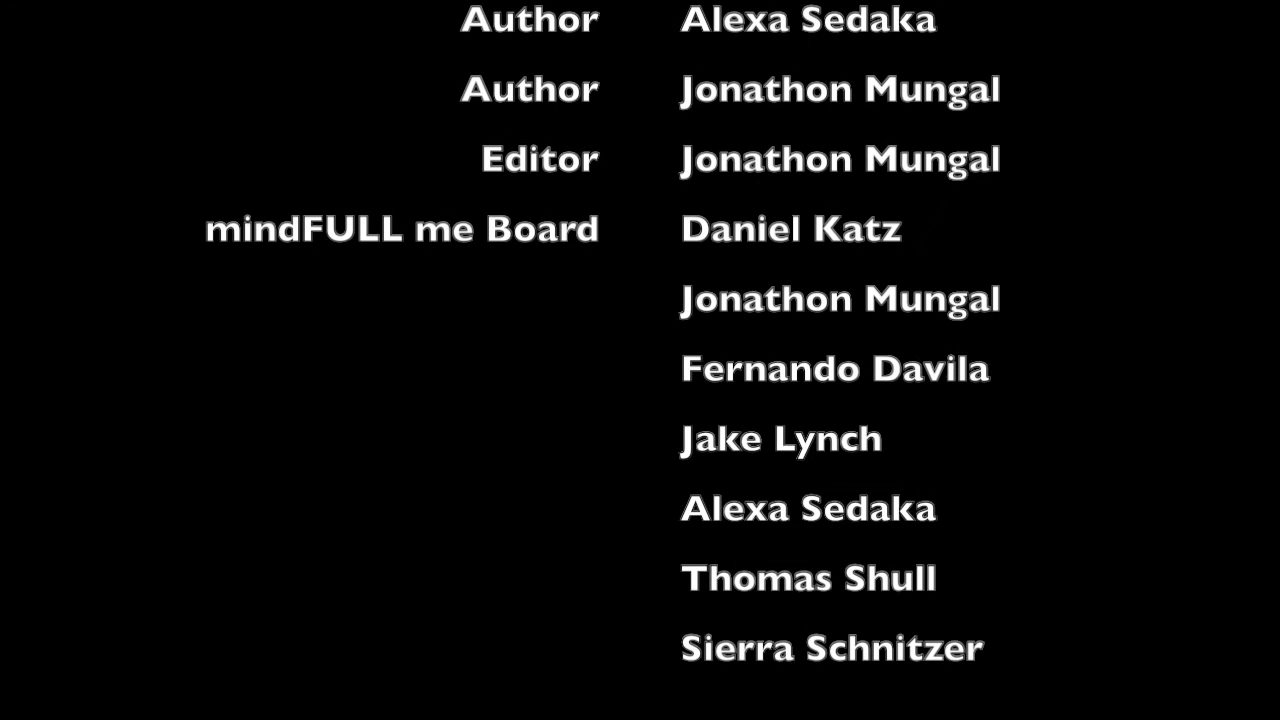 Author Alexa Sedaka
Author Jonathon Mungal
Editor Jonathon Mungal
mindFULL me Board Daniel Katz
Jonathon Mungal
Fernando Davila
Jake Lynch
Alexa Sedaka
Thomas Shull
Sierra Schnitzer